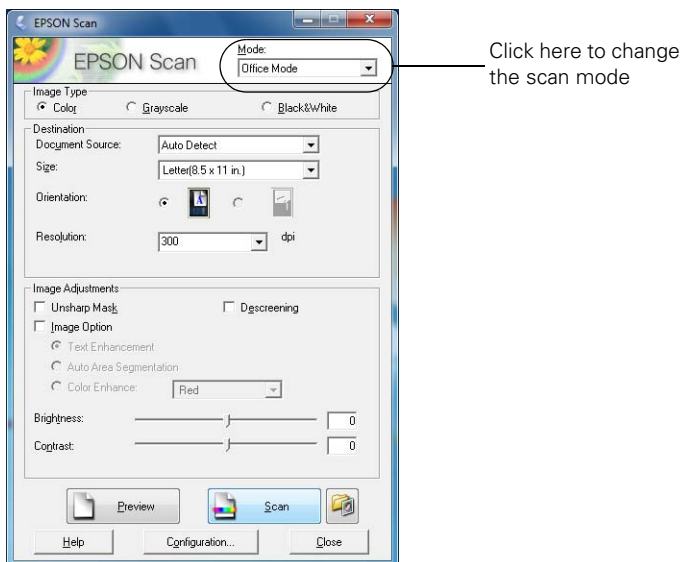 EPSON Scan
EPSON Scan
Mode:
Office Mode
Click here to change
the scan mode
Image Type
Color Grayscale Black&White
Destination
Document Source: Auto Detect
Size: Letter(8.5 x 11 in.)
Orientation:
Resolution: 300 dpi
Image Adjustments
Unsharp Mask Descreening
Image Option
Text Enhancement
Auto Area Segmentation
Color Enhance: Red
Brightness: 0
Contrast: 0
Preview Scan
Help Configuration... Close